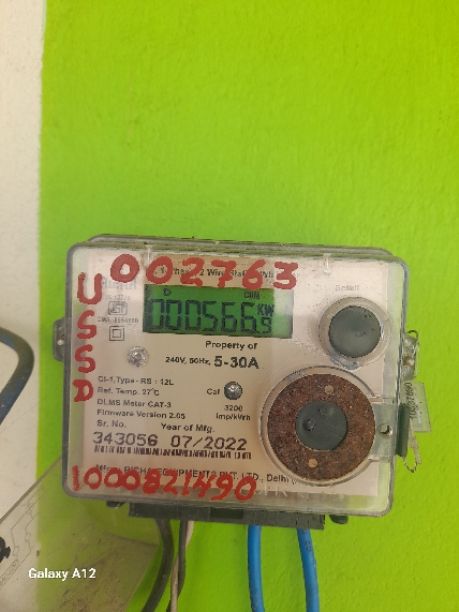 002763
USSD
CUM
000566.9
KW
Property of
240V, 50Hz, 5-30A
Cl-1, Type - RS : 12L
Ref. Temp. 27°C
Cal
DLMS Meter CAT-3
3200
Imp/kWh
Firmware Version 2.05
Sr. No. Year of Mfg.
343056 07/2022
EQUIPMENTS PVT. LTD., Delhi
1000821490
Galaxy A12